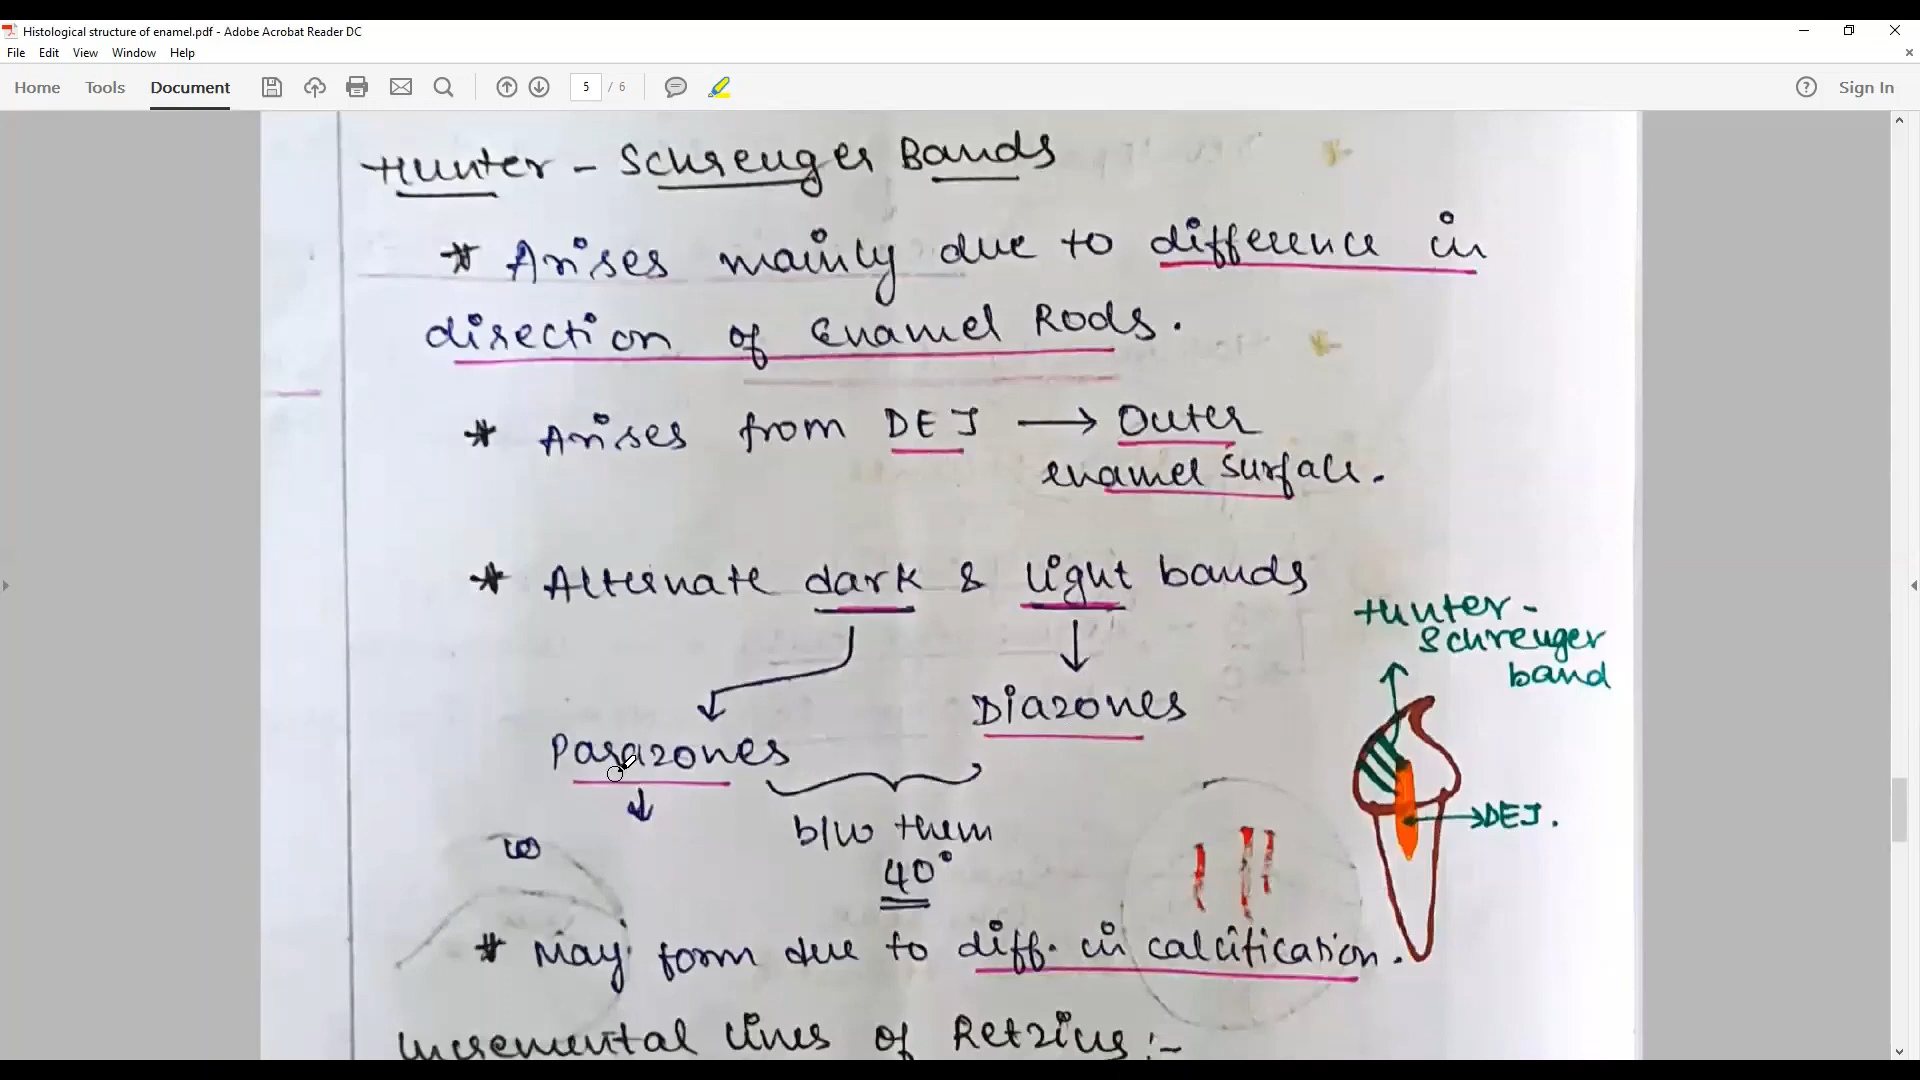 Histological structure of enamel.pdf - Adobe Acrobat Reader DC
File Edit View Window Help
Home Tools Document 5 / 6 Sign In
Hunter - Schreuger Bands
* Arises mainly due to difference in
direction of Enamel Rods.
* Arises from DEJ → Outer
enamel surface.
* Alternate dark & light bands
Hunter -
Schreuger
band
Diazones
Parazones
b/w them
DEJ.
40°
* May form due to diff. in calcification.
Incremental lines of Retzius :-